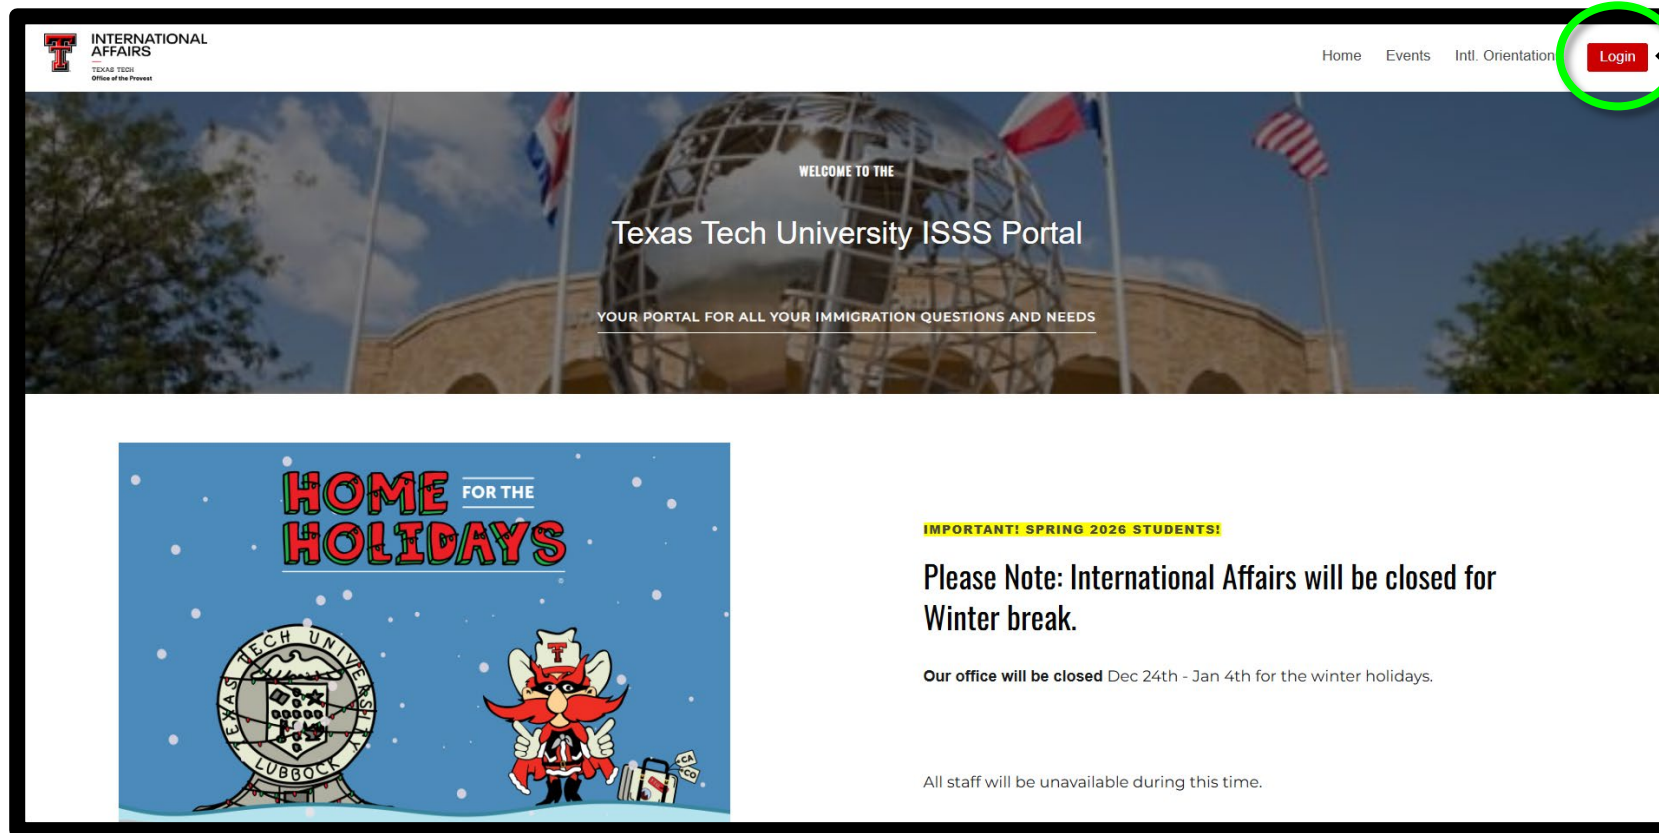 INTERNATIONAL
AFFAIRS
TEXAS TECH
Office of the Provost
Home Events Intl. Orientation Login
WELCOME TO THE
Texas Tech University ISSS Portal
YOUR PORTAL FOR ALL YOUR IMMIGRATION QUESTIONS AND NEEDS
HOME FOR THE
HOLIDAYS
TEXAS TECH UNIVERSITY
LUBBOCK
T
CA
CO
IMPORTANT! SPRING 2026 STUDENTS!
Please Note: International Affairs will be closed for
Winter break.
Our office will be closed Dec 24th - Jan 4th for the winter holidays.
All staff will be unavailable during this time.